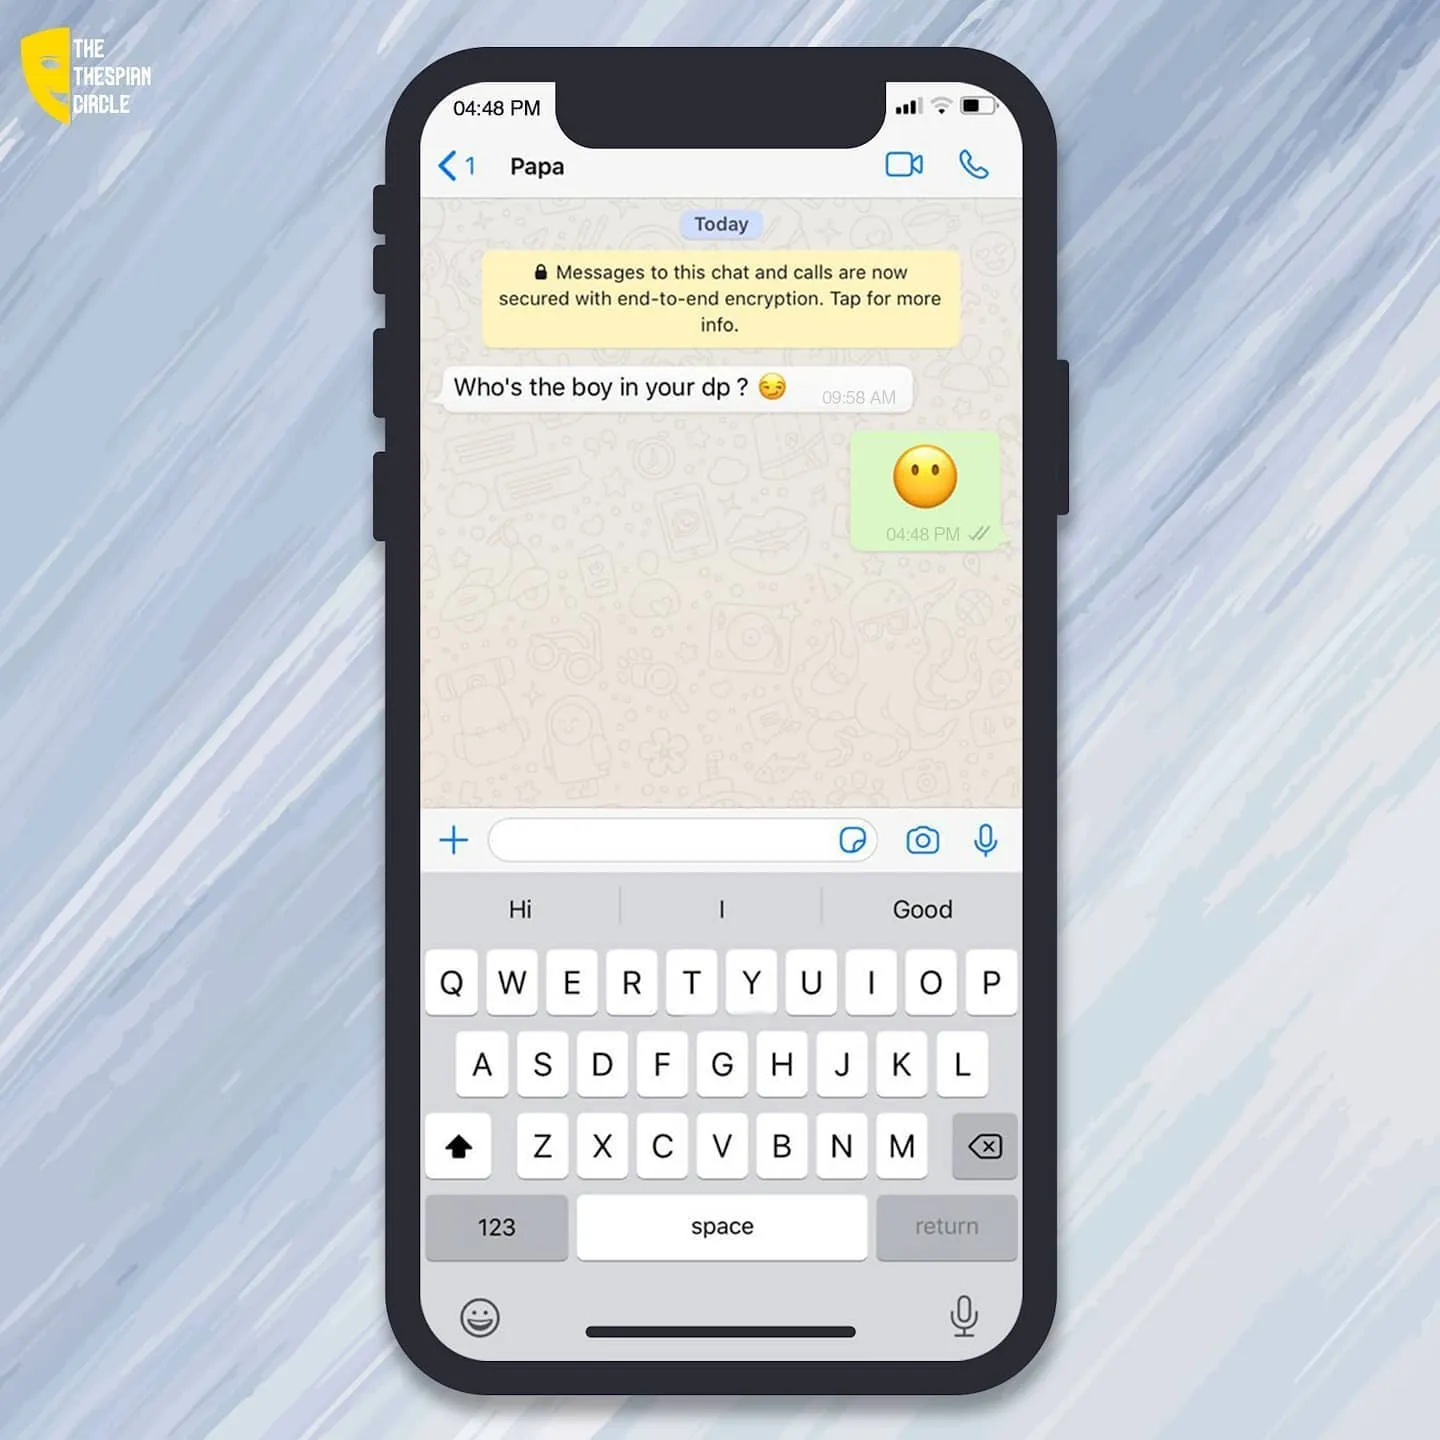 THE
THESPIAN
CIRCLE
04:48 PM
1
Papa
Today
🔒 Messages to this chat and calls are now
secured with end-to-end encryption. Tap for more
info.
Who's the boy in your dp ? 😏 09:58 AM
😶
04:48 PM
Hi I Good
Q W E R T Y U I O P
A S D F G H J K L
Z X C V B N M
123 space return